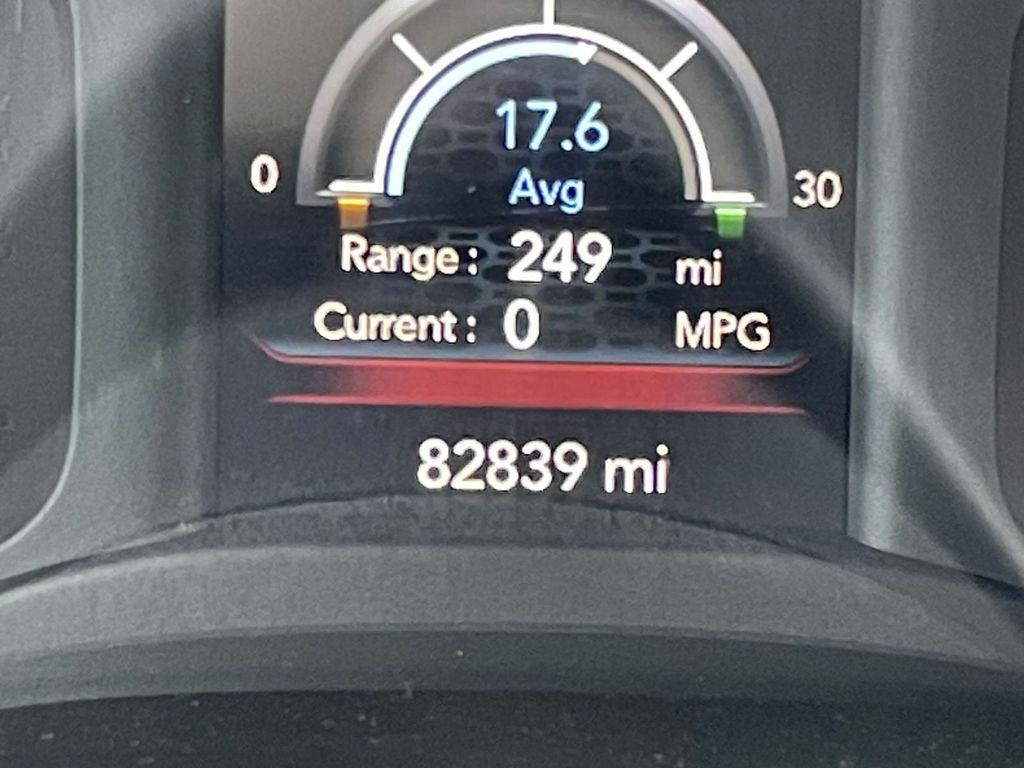 17.6
Avg
0 30
Range: 249 mi
Current: 0 MPG
82839 mi